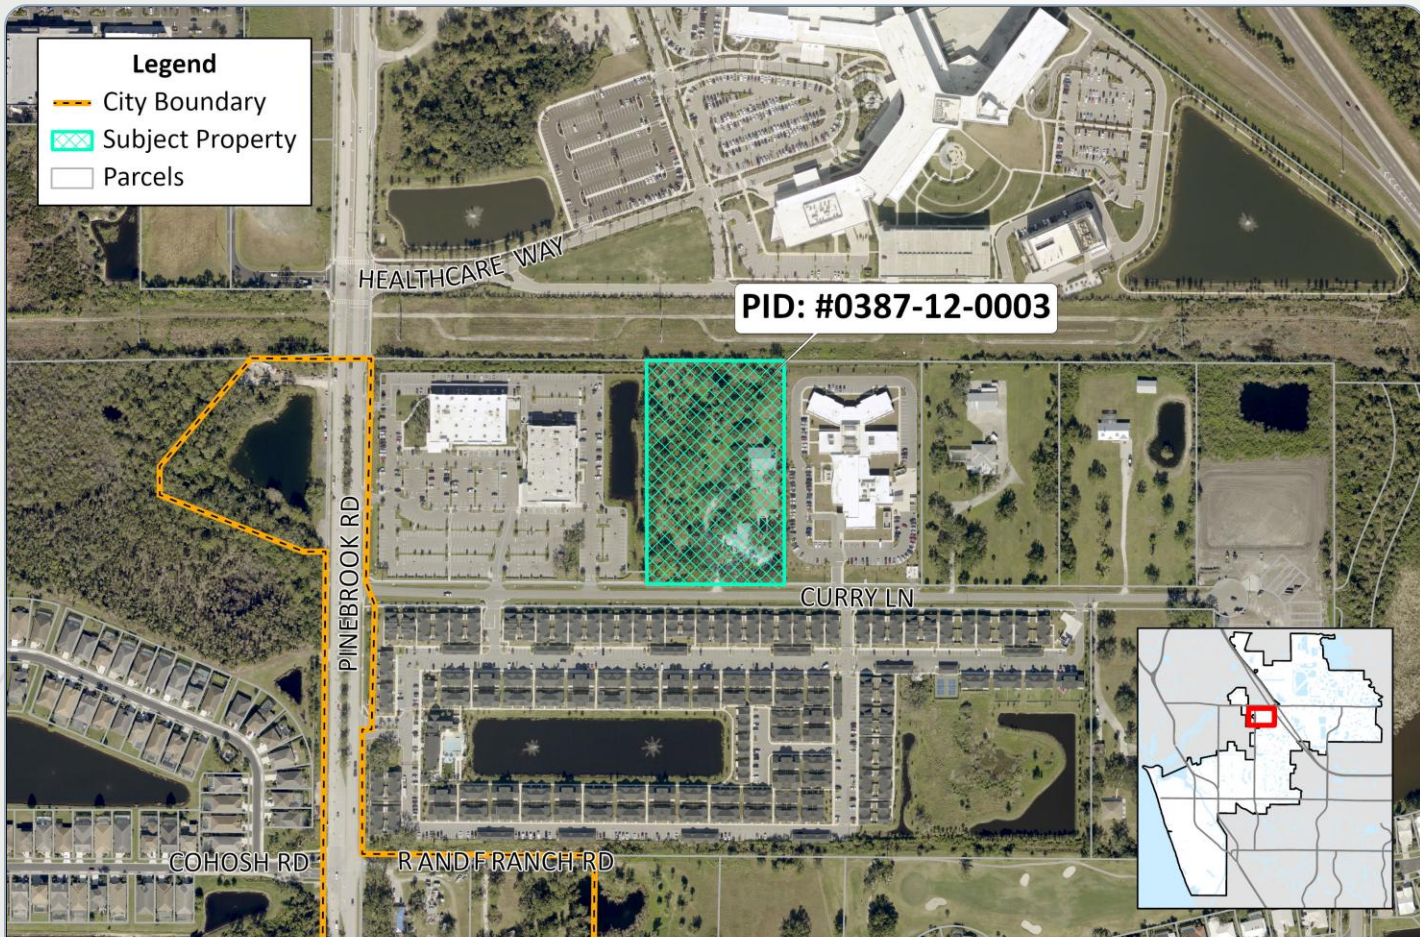 Legend
City Boundary
Subject Property
Parcels
HEALTHCARE WAY
PID: #0387-12-0003
PINEBROOK RD
CURRY LN
COHOSH RD
R AND F RANCH RD